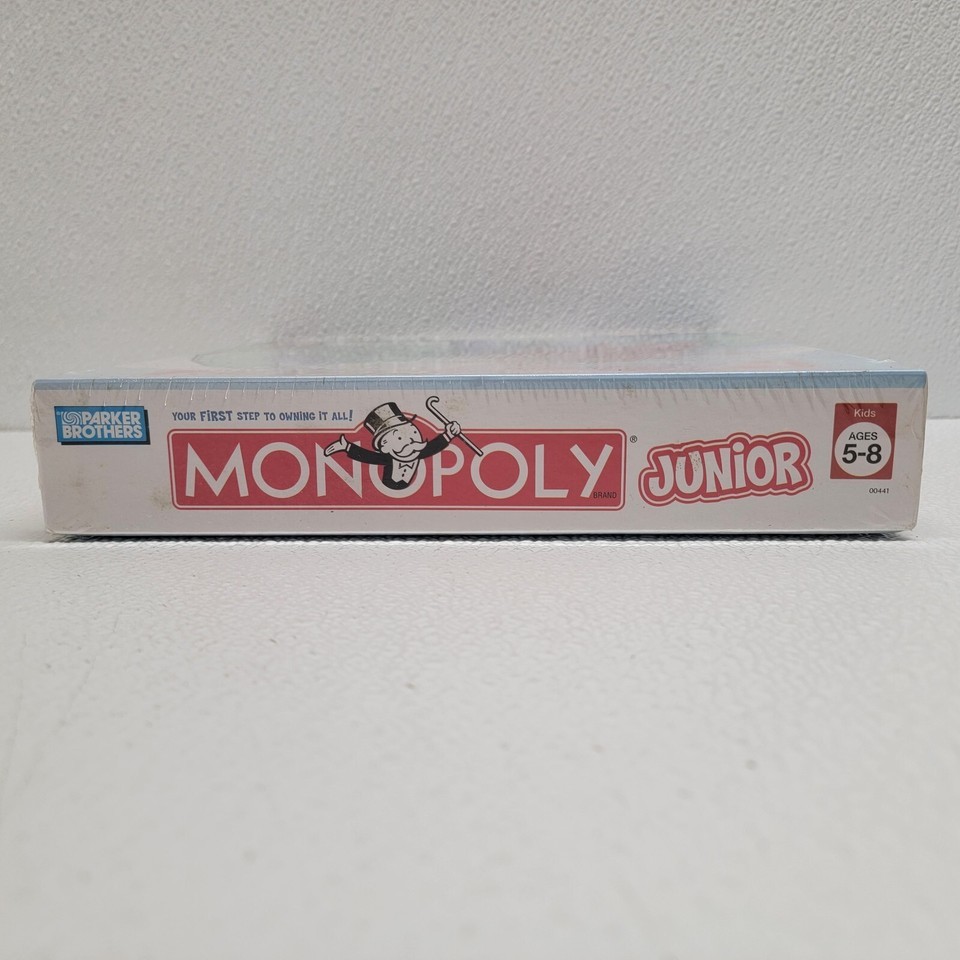 PARKER
BROTHERS
YOUR FIRST STEP TO OWNING IT ALL!
MONOPOLY®
BRAND
JUNiOR
Kids
AGES
5-8
00441